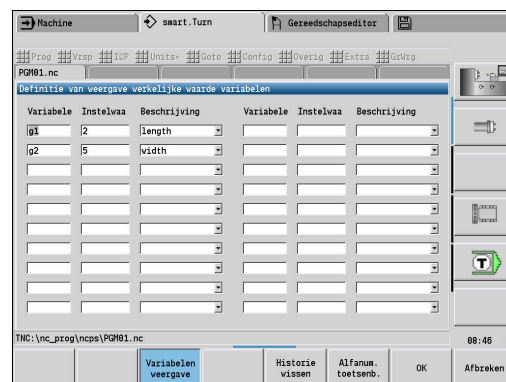 Machine smart.Turn Gereedschapseditor
Prog Vrsp ICP Units» Goto Config Overig Extra GrWrg
PGM01.nc
Definitie van weergave werkelijke waarde variabelen
Variabele Instelwaa Beschrijving Variabele Instelwaa Beschrijving
g1 2 length
g2 5 width
TNC:\nc_prog\ncps\PGM01.nc
08:46
Variabelen weergave Historie wissen Alfanum. toetsenb. OK Afbreken
T